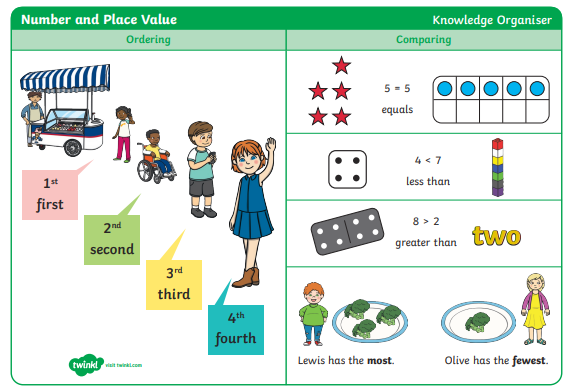 Number and Place Value
Knowledge Organiser
Ordering
1st
first
2nd
second
3rd
third
4th
fourth
twinkl
visit twinkl.com
Comparing
5 = 5
equals
4 < 7
less than
8 > 2
greater than
two
Lewis has the most.
Olive has the fewest.